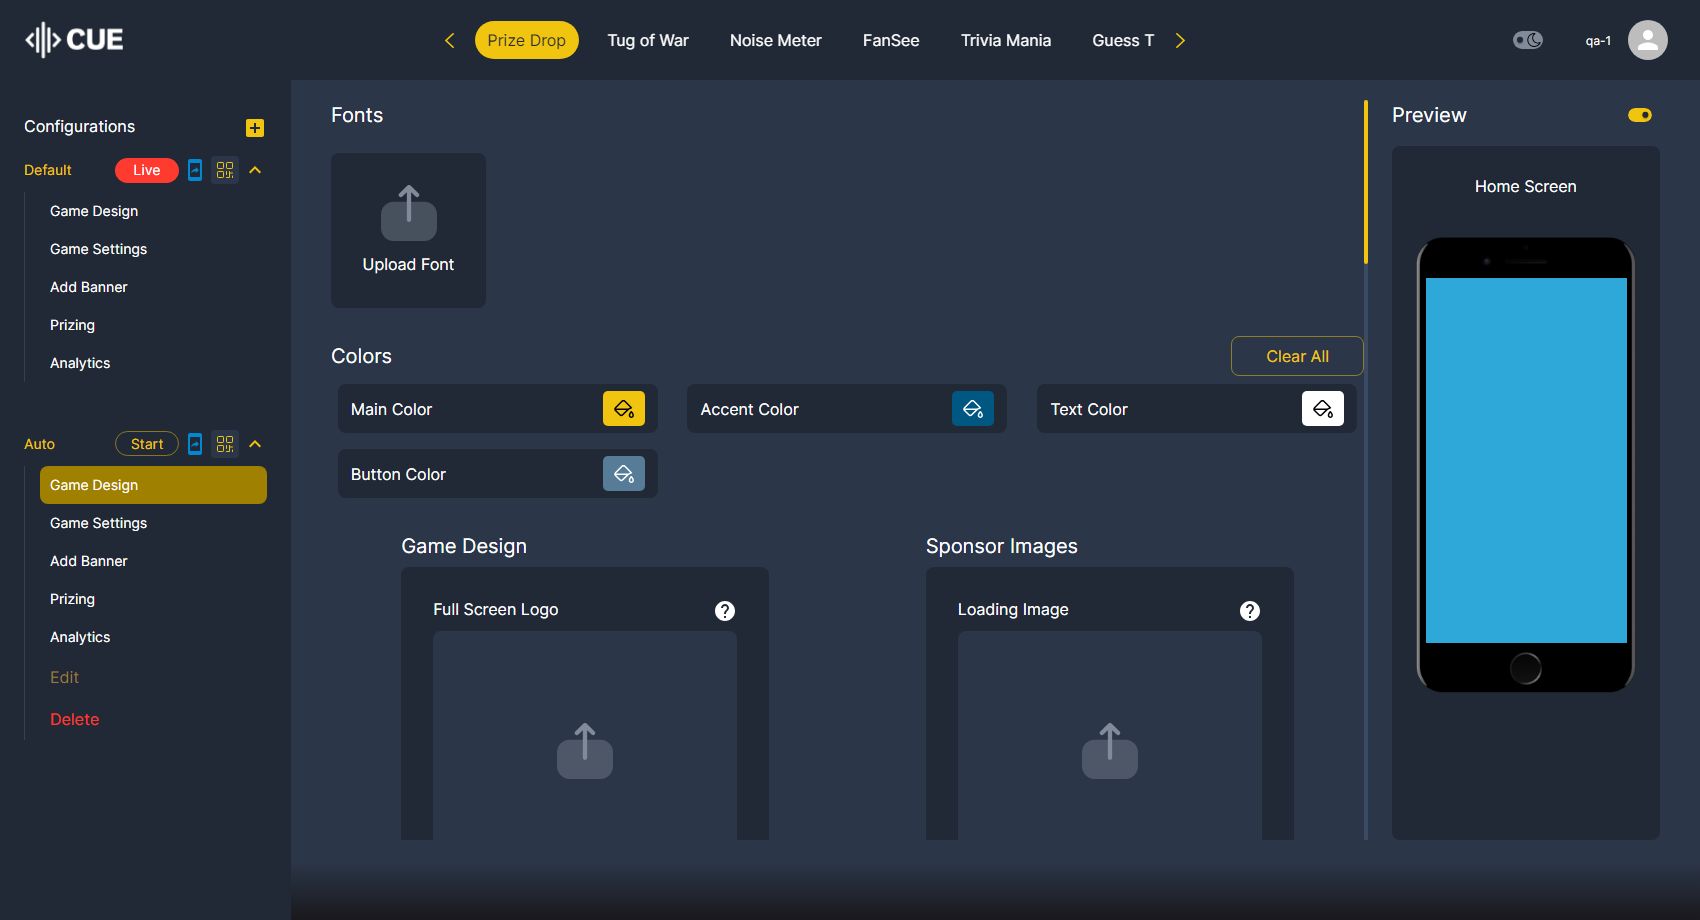 CUE
Prize Drop
Tug of War
Noise Meter
FanSee
Trivia Mania
Guess T
qa-1
Configurations
Default
Live
Game Design
Game Settings
Add Banner
Prizing
Analytics
Auto
Start
Game Design
Game Settings
Add Banner
Prizing
Analytics
Edit
Delete
Fonts
Upload Font
Colors
Clear All
Main Color
Accent Color
Text Color
Button Color
Game Design
Full Screen Logo
?
Sponsor Images
Loading Image
?
Preview
Home Screen